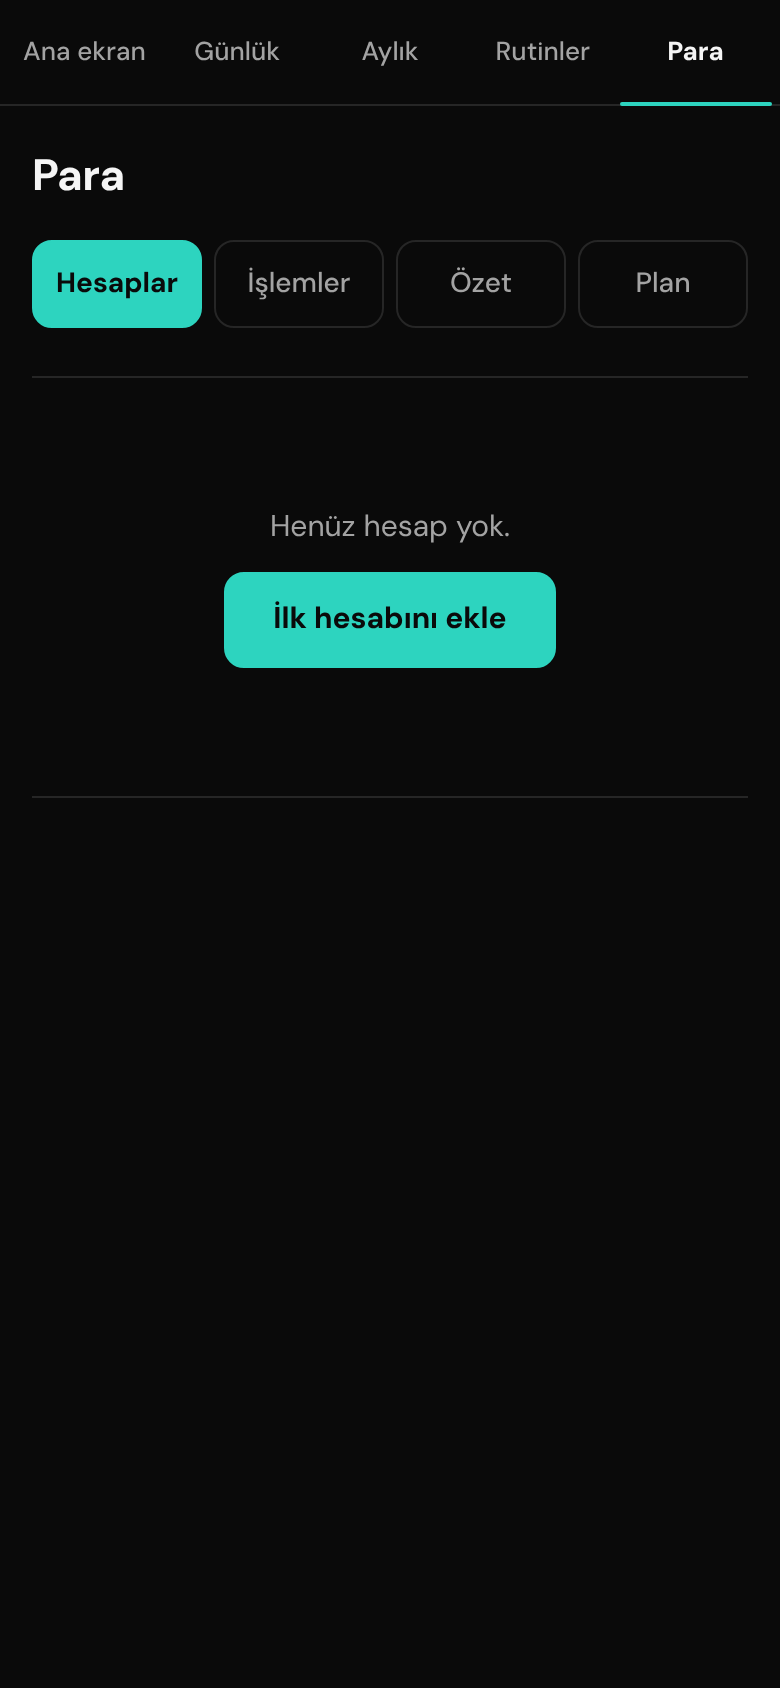 Ana ekran Günlük Aylık Rutinler Para
Para
Hesaplar İşlemler Özet Plan
Henüz hesap yok.
İlk hesabını ekle